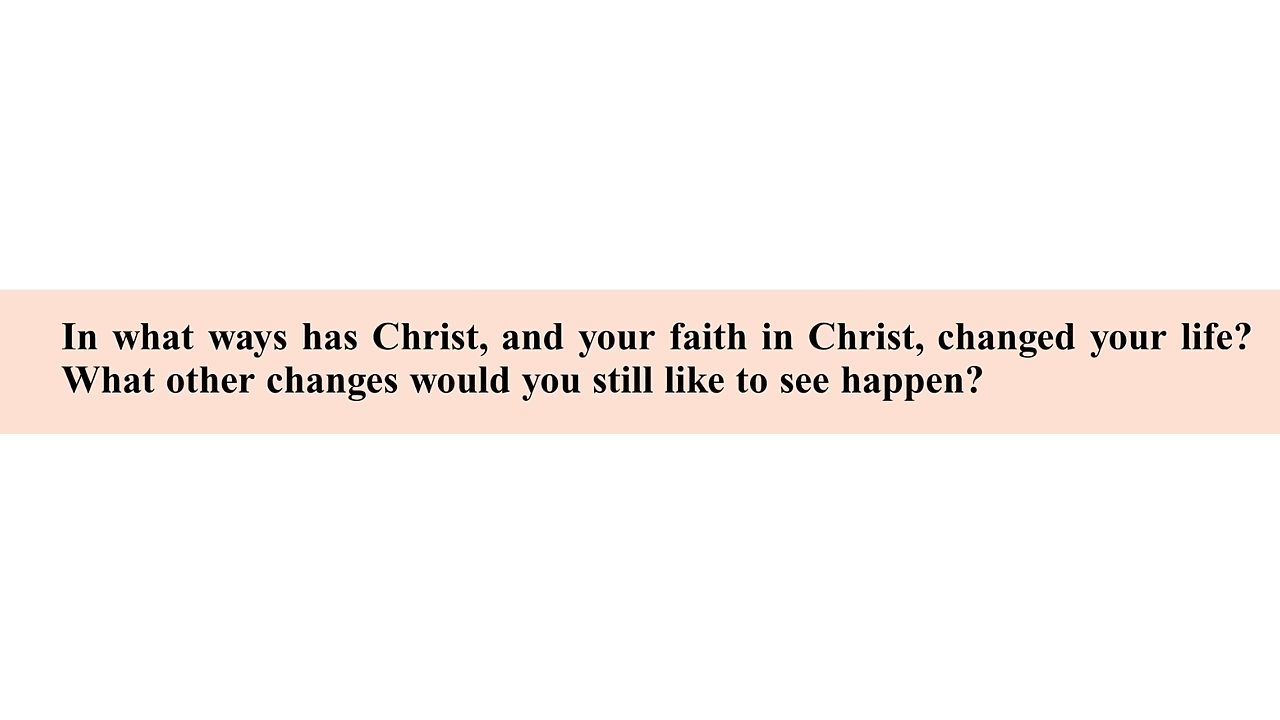 In what ways has Christ, and your faith in Christ, changed your life?
What other changes would you still like to see happen?